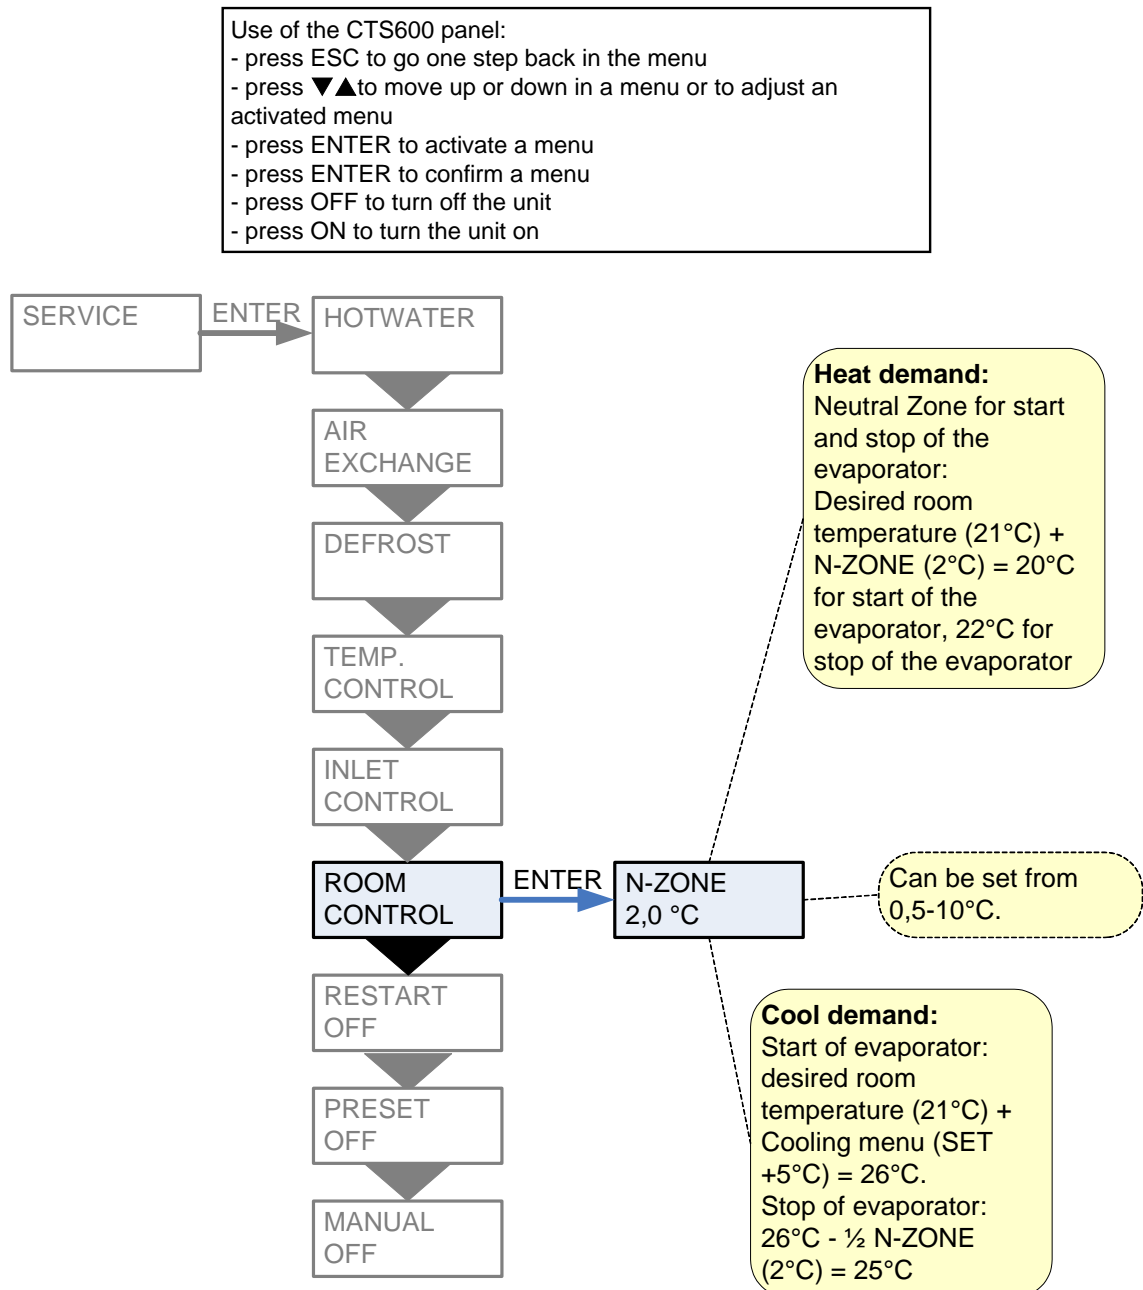 Use of the CTS600 panel:
- press ESC to go one step back in the menu
- press ▼▲to move up or down in a menu or to adjust an
activated menu
- press ENTER to activate a menu
- press ENTER to confirm a menu
- press OFF to turn off the unit
- press ON to turn the unit on
SERVICE
ENTER
HOTWATER
AIR
EXCHANGE
DEFROST
TEMP.
CONTROL
INLET
CONTROL
ROOM
CONTROL
ENTER
N-ZONE
2,0 °C
RESTART
OFF
PRESET
OFF
MANUAL
OFF
Heat demand:
Neutral Zone for start
and stop of the
evaporator:
Desired room
temperature (21°C) +
N-ZONE (2°C) = 20°C
for start of the
evaporator, 22°C for
stop of the evaporator
Can be set from
0,5-10°C.
Cool demand:
Start of evaporator:
desired room
temperature (21°C) +
Cooling menu (SET
+5°C) = 26°C.
Stop of evaporator:
26°C - ½ N-ZONE
(2°C) = 25°C